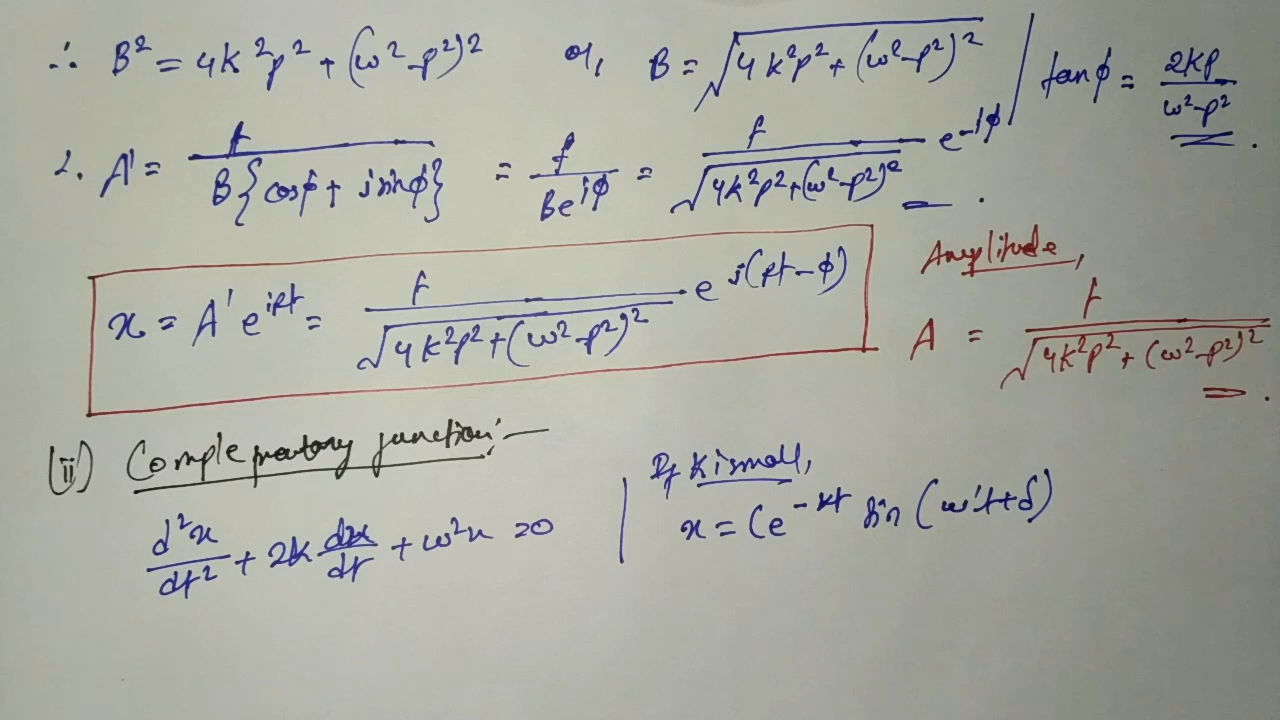 ∴ B² = 4k²p² + (ω²-p²)² or, B = √(4k²p² + (ω²-p²)²) | tanϕ = 2kp/(ω²-p²).
∴ A' = f/(B{cosϕ + i sinϕ}) = f/(Be^{iϕ}) = f/√(4k²p²+(ω²-p²)²) e^{-iϕ}.
x = A'e^{ipt} = f/√(4k²p²+(ω²-p²)²) e^{i(pt-ϕ)}
Amplitude,
A = f/√(4k²p²+(ω²-p²)²).
(ii) Complementary function:-
d²x/dt² + 2k dx/dt + ω²x = 0
If k is small,
x = Ce^{-kt} sin(ω't+δ)